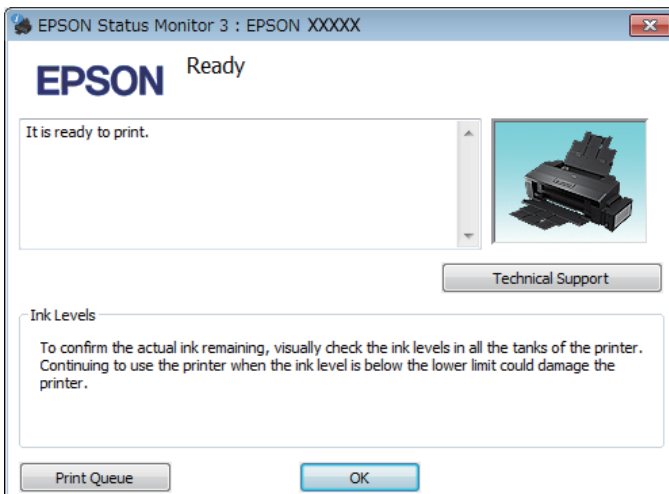 EPSON Status Monitor 3 : EPSON XXXXX
EPSON
Ready
It is ready to print.
Technical Support
Ink Levels
To confirm the actual ink remaining, visually check the ink levels in all the tanks of the printer.
Continuing to use the printer when the ink level is below the lower limit could damage the
printer.
Print Queue
OK